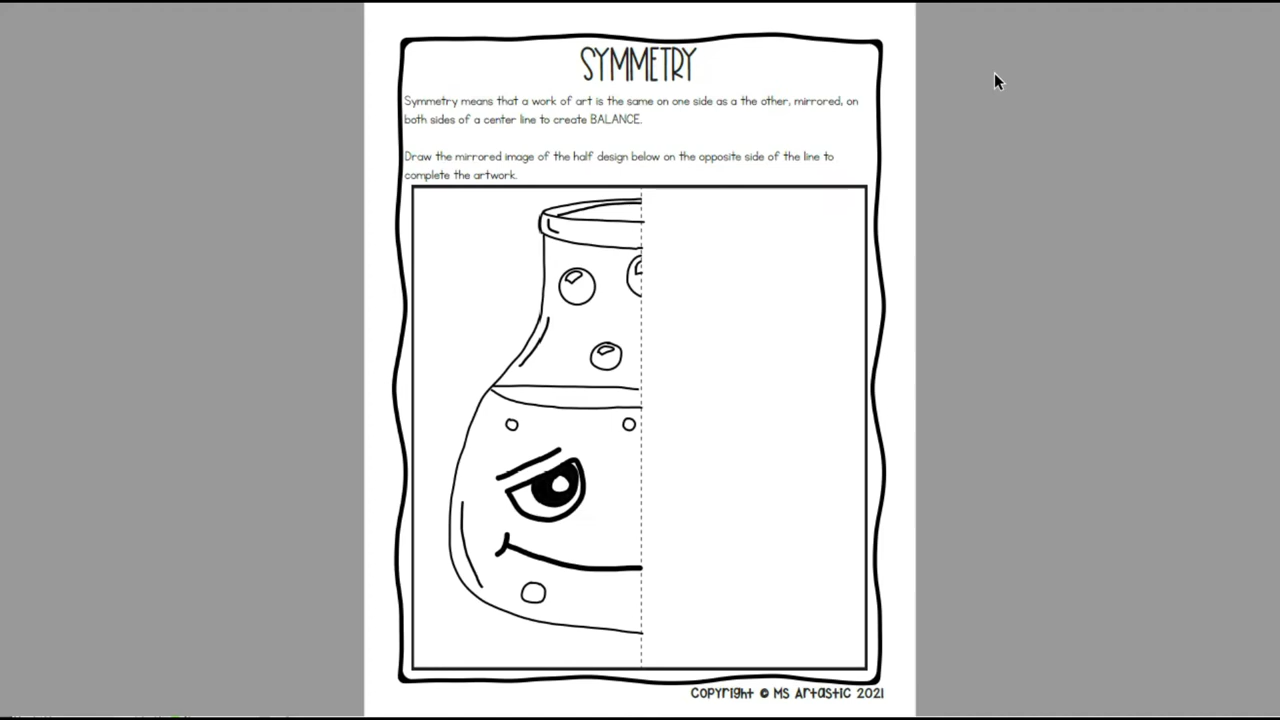 SYMMETRY
Symmetry means that a work of art is the same on one side as a the other, mirrored, on
both sides of a center line to create BALANCE.
Draw the mirrored image of the half design below on the opposite side of the line to
complete the artwork.
Copyright © Ms Artastic 2021